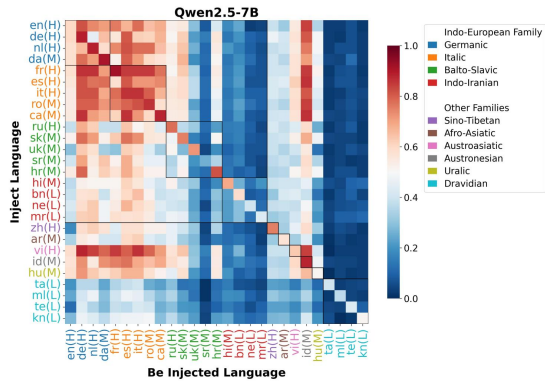 Qwen2.5-7B
Inject Language
en(H)
de(H)
nl(H)
da(M)
fr(H)
es(H)
it(H)
ro(M)
ca(M)
ru(H)
sk(M)
uk(M)
sr(M)
hr(M)
hi(M)
bn(L)
ne(L)
mr(L)
zh(H)
ar(M)
vi(H)
id(M)
hu(M)
ta(L)
ml(L)
te(L)
kn(L)
en(H)
de(H)
nl(H)
da(M)
fr(H)
es(H)
it(H)
ro(M)
ca(M)
ru(H)
sk(M)
uk(M)
sr(M)
hr(M)
hi(M)
bn(L)
ne(L)
mr(L)
zh(H)
ar(M)
vi(H)
id(M)
hu(M)
ta(L)
ml(L)
te(L)
kn(L)
Be Injected Language
1.0
0.8
0.6
0.4
0.2
0.0
Indo-European Family
Germanic
Italic
Balto-Slavic
Indo-Iranian
Other Families
Sino-Tibetan
Afro-Asiatic
Austroasiatic
Austronesian
Uralic
Dravidian